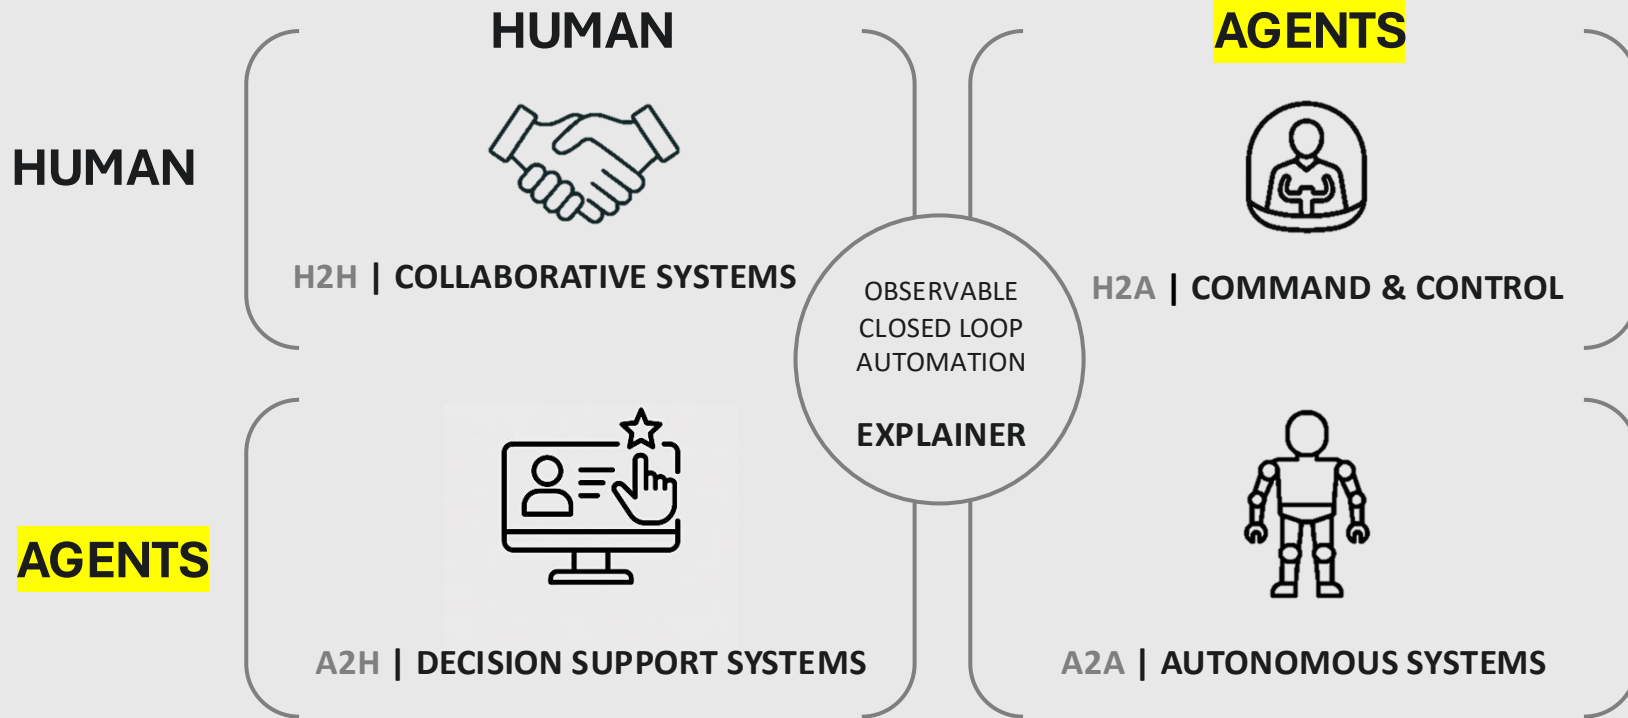 HUMAN
AGENTS
HUMAN
H2H | COLLABORATIVE SYSTEMS
H2A | COMMAND & CONTROL
OBSERVABLE
CLOSED LOOP
AUTOMATION
EXPLAINER
AGENTS
A2H | DECISION SUPPORT SYSTEMS
A2A | AUTONOMOUS SYSTEMS